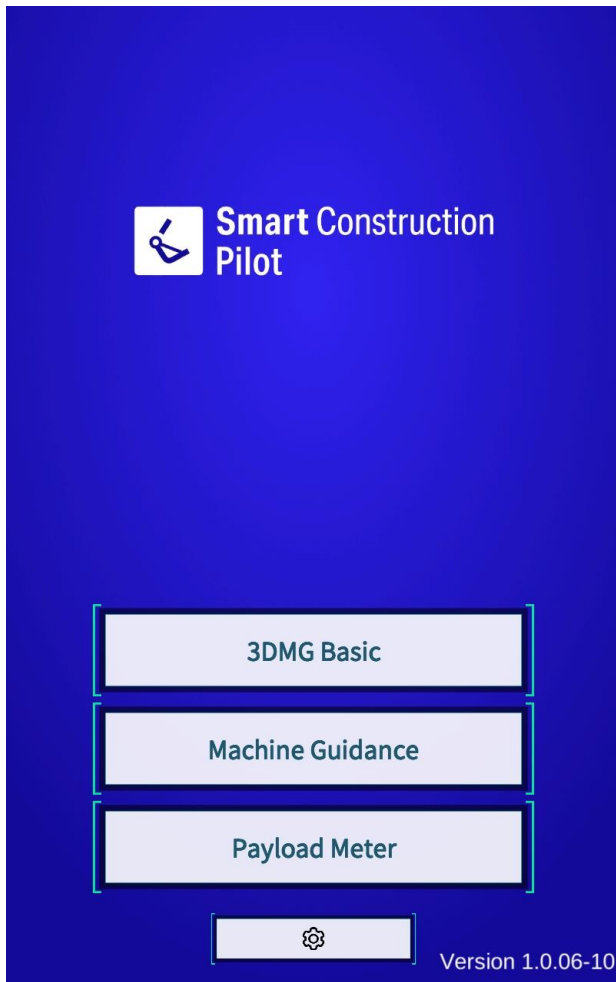 Smart Construction
Pilot
3DMG Basic
Machine Guidance
Payload Meter
Version 1.0.06-10